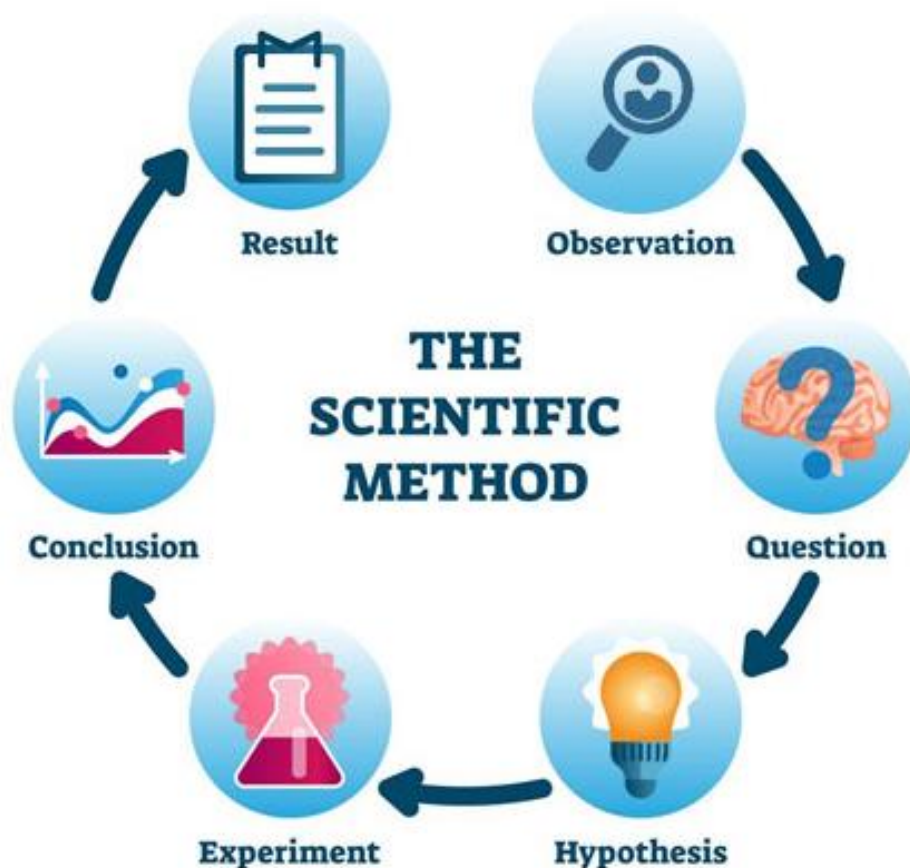 Result
Observation
THE
SCIENTIFIC
METHOD
Conclusion
Question
Experiment
Hypothesis